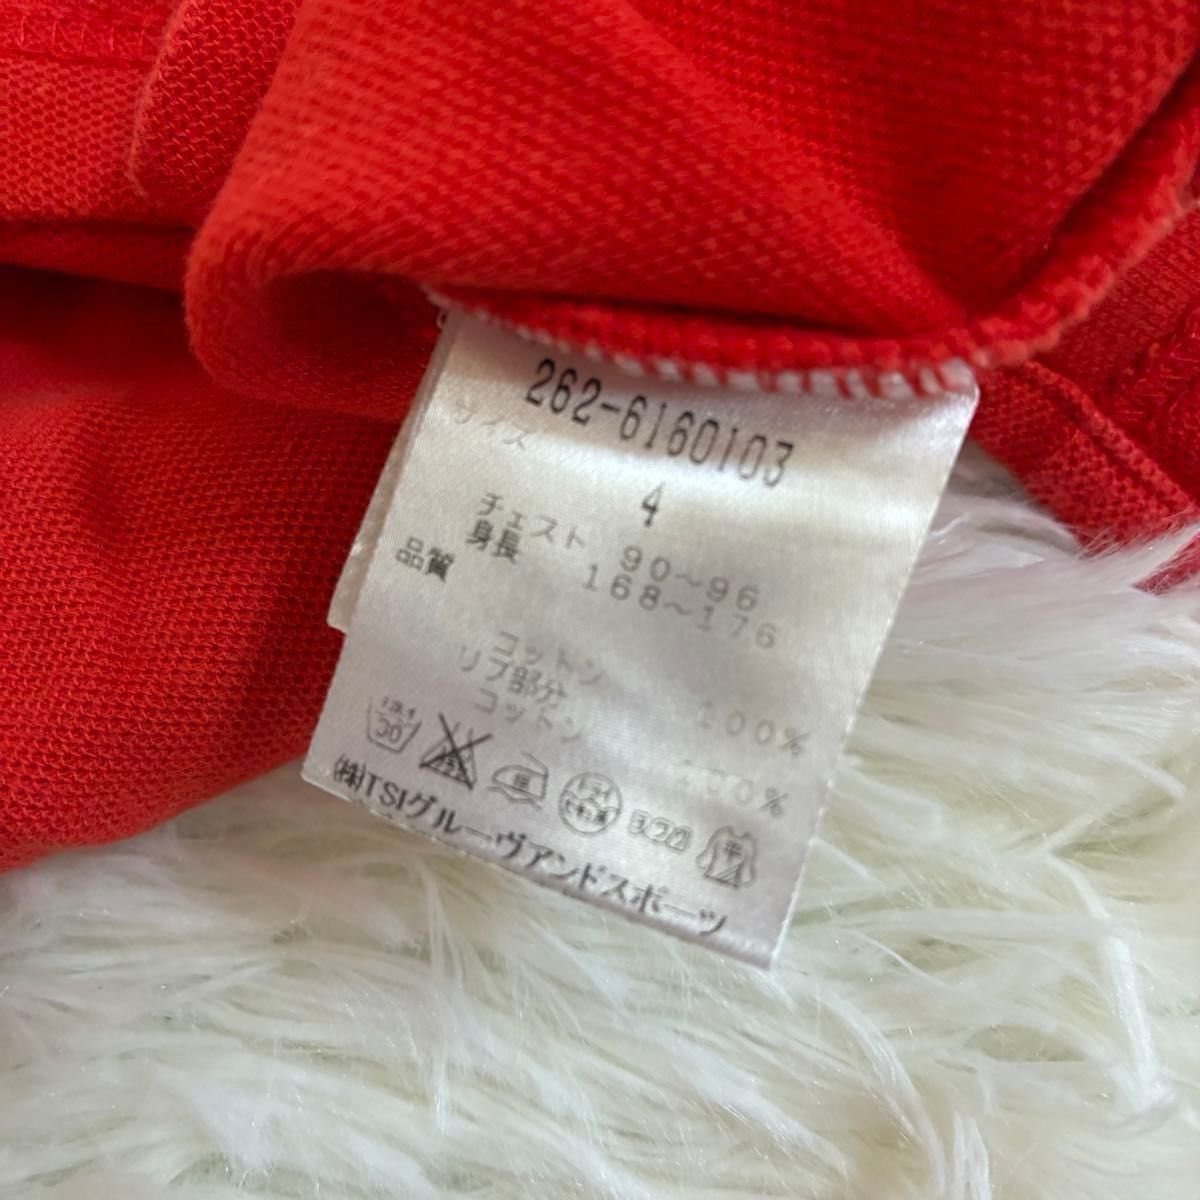 262-6160103
サイズ 4
チェスト 90～96
身長 168～176
品質
コットン 100%
リブ部分
コットン 100%
30
平
(株)TSIグルーヴアンドスポーツ